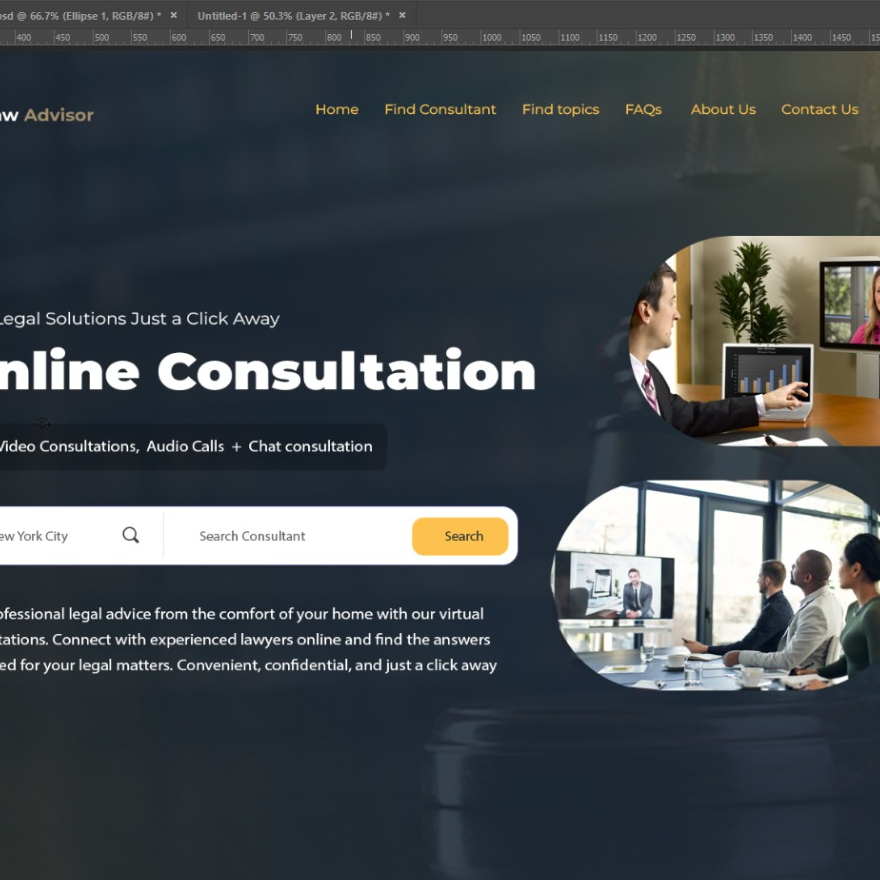 psd @ 66.7% (Ellipse 1, RGB/8#) * ×
Untitled-1 @ 50.3% (Layer 2, RGB/8#) * ×
400 450 500 550 600 650 700 750 800 850 900 950 1000 1050 1100 1150 1200 1250 1300 1350 1400 1450
aw Advisor
Home Find Consultant Find topics FAQs About Us Contact Us
Legal Solutions Just a Click Away
nline Consultation
Video Consultations, Audio Calls + Chat consultation
ew York City Search Consultant Search
ofessional legal advice from the comfort of your home with our virtual
tations. Connect with experienced lawyers online and find the answers
ed for your legal matters. Convenient, confidential, and just a click away